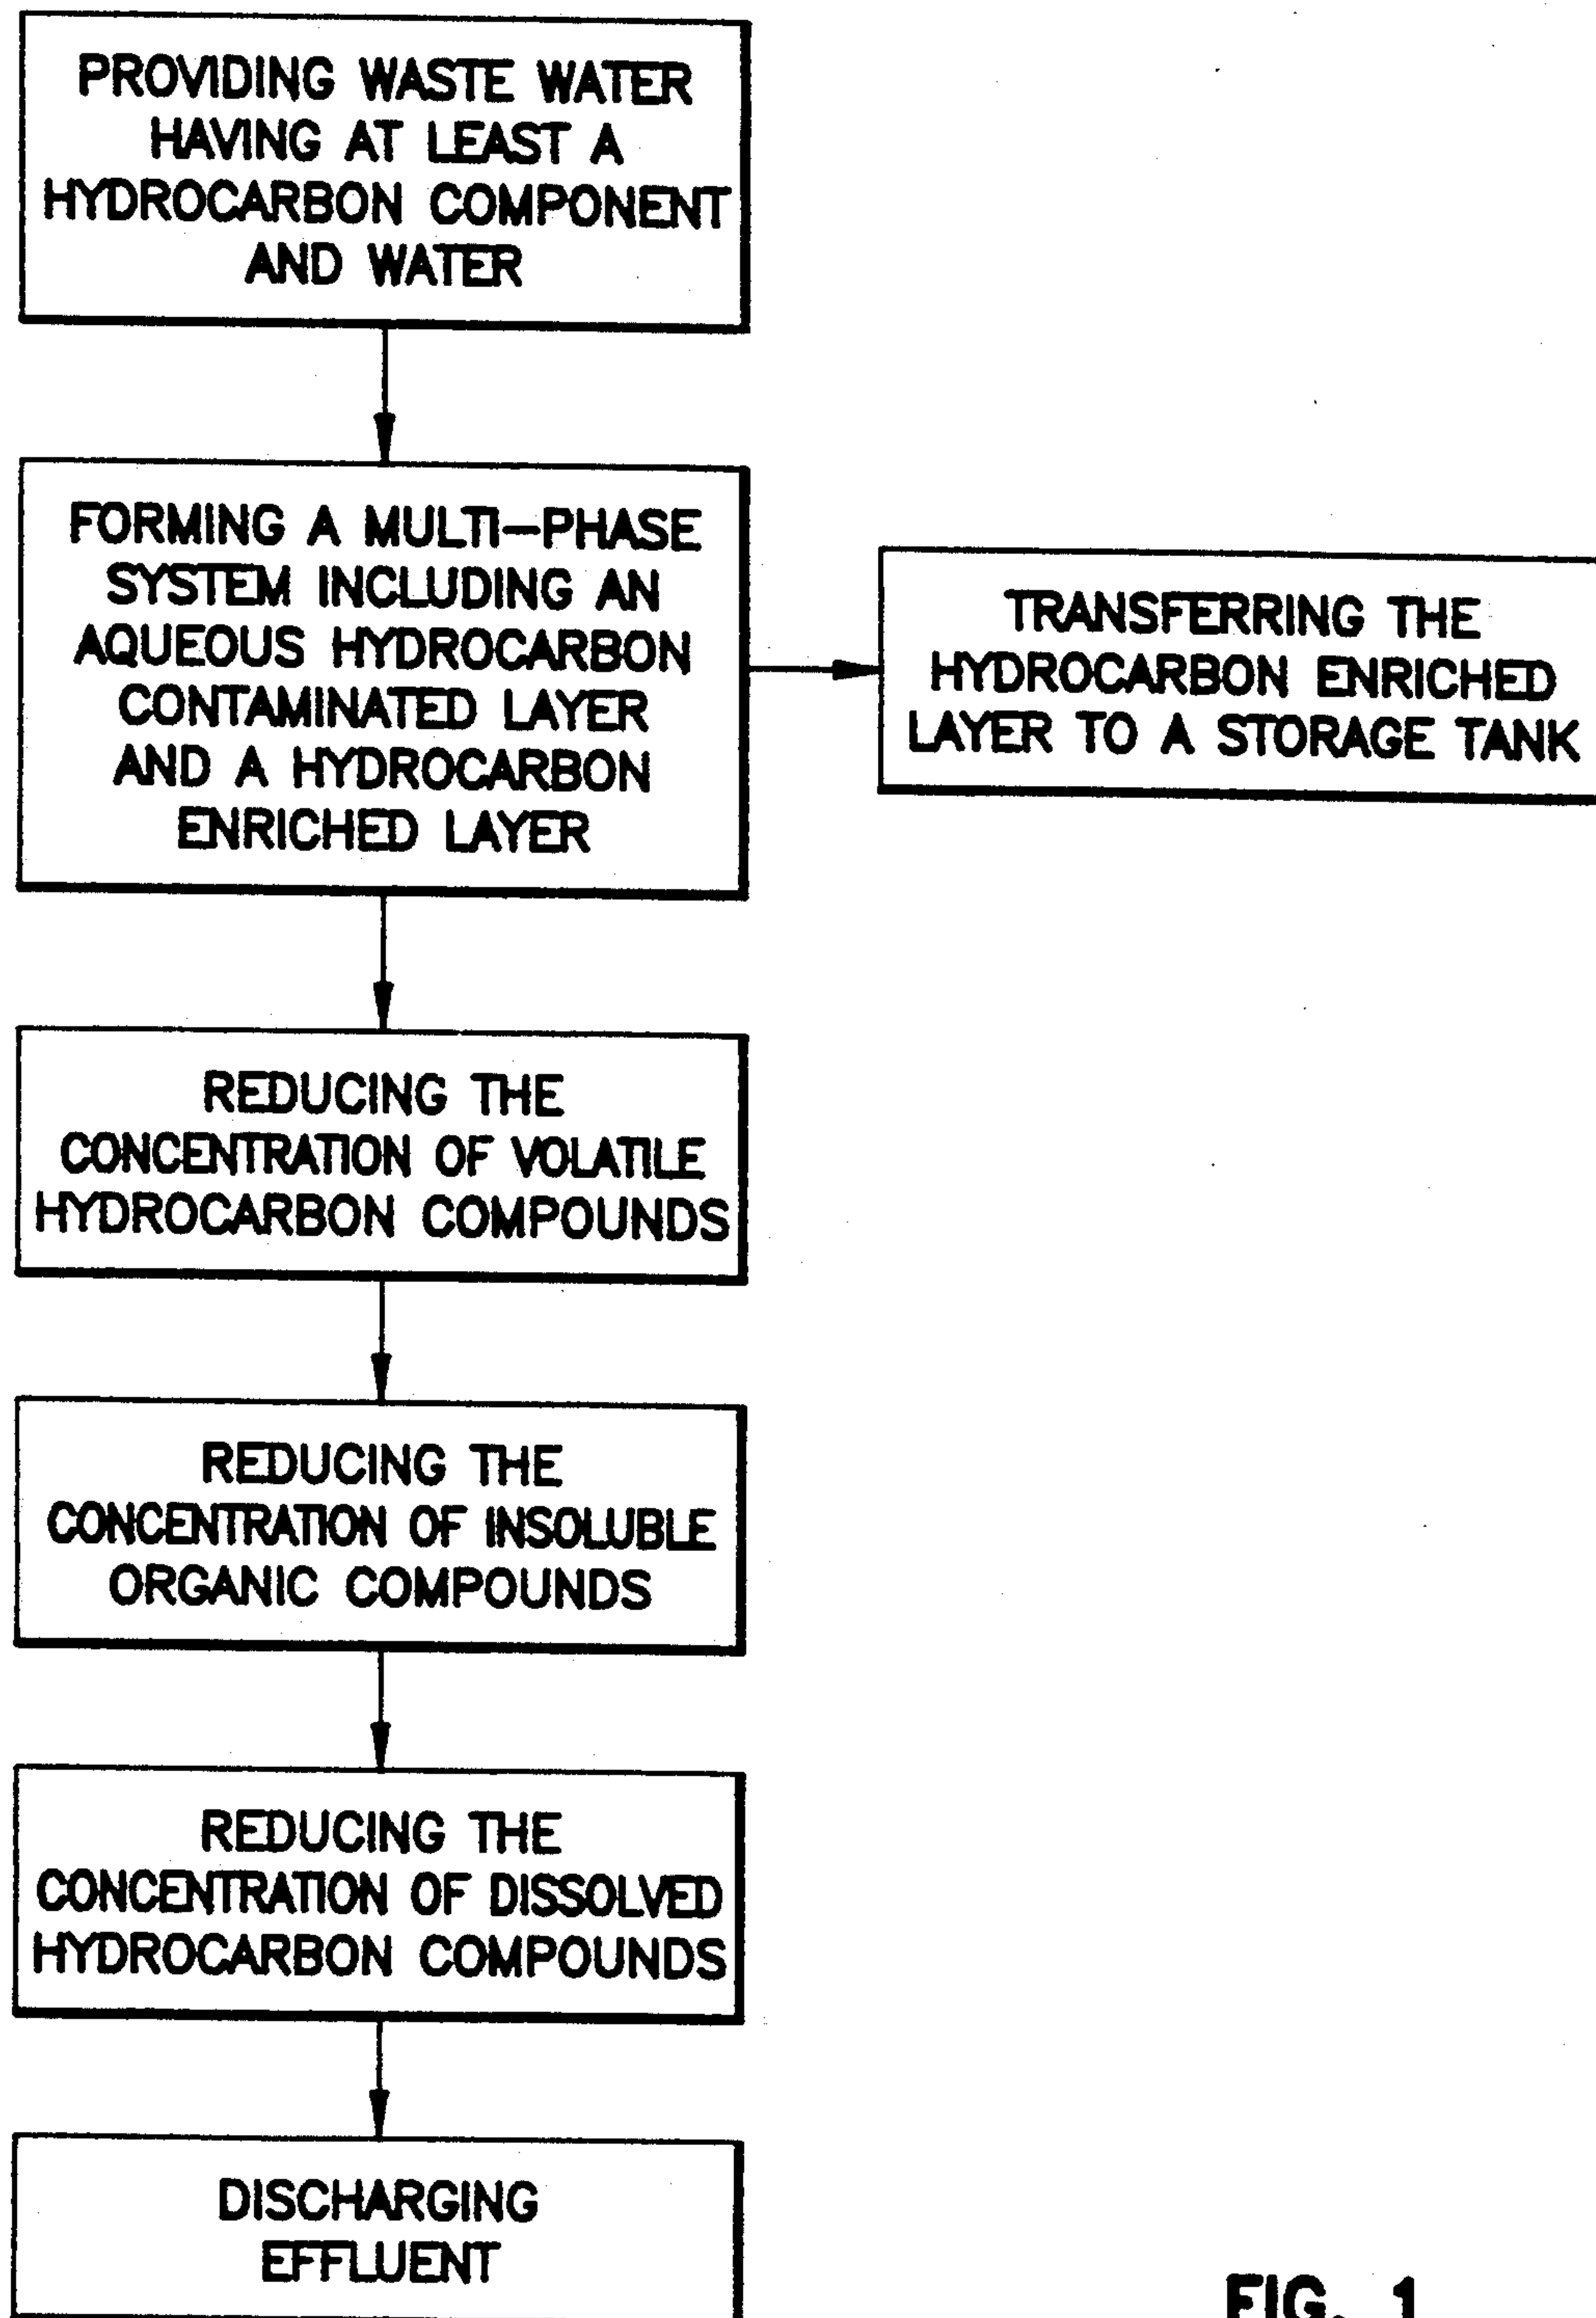 PROVIDING WASTE WATER
HAVING AT LEAST A
HYDROCARBON COMPONENT
AND WATER
FORMING A MULTI-PHASE
SYSTEM INCLUDING AN
AQUEOUS HYDROCARBON
CONTAMINATED LAYER
AND A HYDROCARBON
ENRICHED LAYER
TRANSFERRING THE
HYDROCARBON ENRICHED
LAYER TO A STORAGE TANK
REDUCING THE
CONCENTRATION OF VOLATILE
HYDROCARBON COMPOUNDS
REDUCING THE
CONCENTRATION OF INSOLUBLE
ORGANIC COMPOUNDS
REDUCING THE
CONCENTRATION OF DISSOLVED
HYDROCARBON COMPOUNDS
DISCHARGING
EFFLUENT
FIG. 1